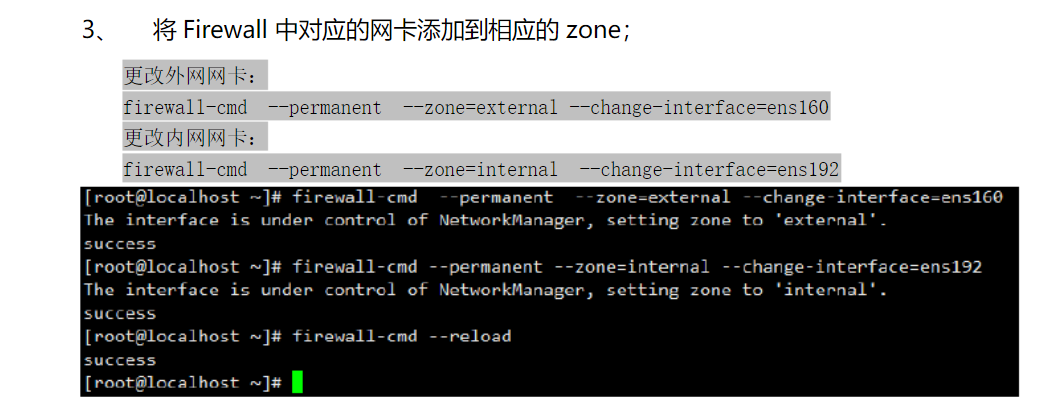 3、 将 Firewall 中对应的网卡添加到相应的 zone；
更改外网网卡：
firewall-cmd --permanent --zone=external --change-interface=ens160
更改内网网卡：
firewall-cmd --permanent --zone=internal --change-interface=ens192
[root@localhost ~]# firewall-cmd --permanent --zone=external --change-interface=ens160
The interface is under control of NetworkManager, setting zone to 'external'.
success
[root@localhost ~]# firewall-cmd --permanent --zone=internal --change-interface=ens192
The interface is under control of NetworkManager, setting zone to 'internal'.
success
[root@localhost ~]# firewall-cmd --reload
success
[root@localhost ~]#